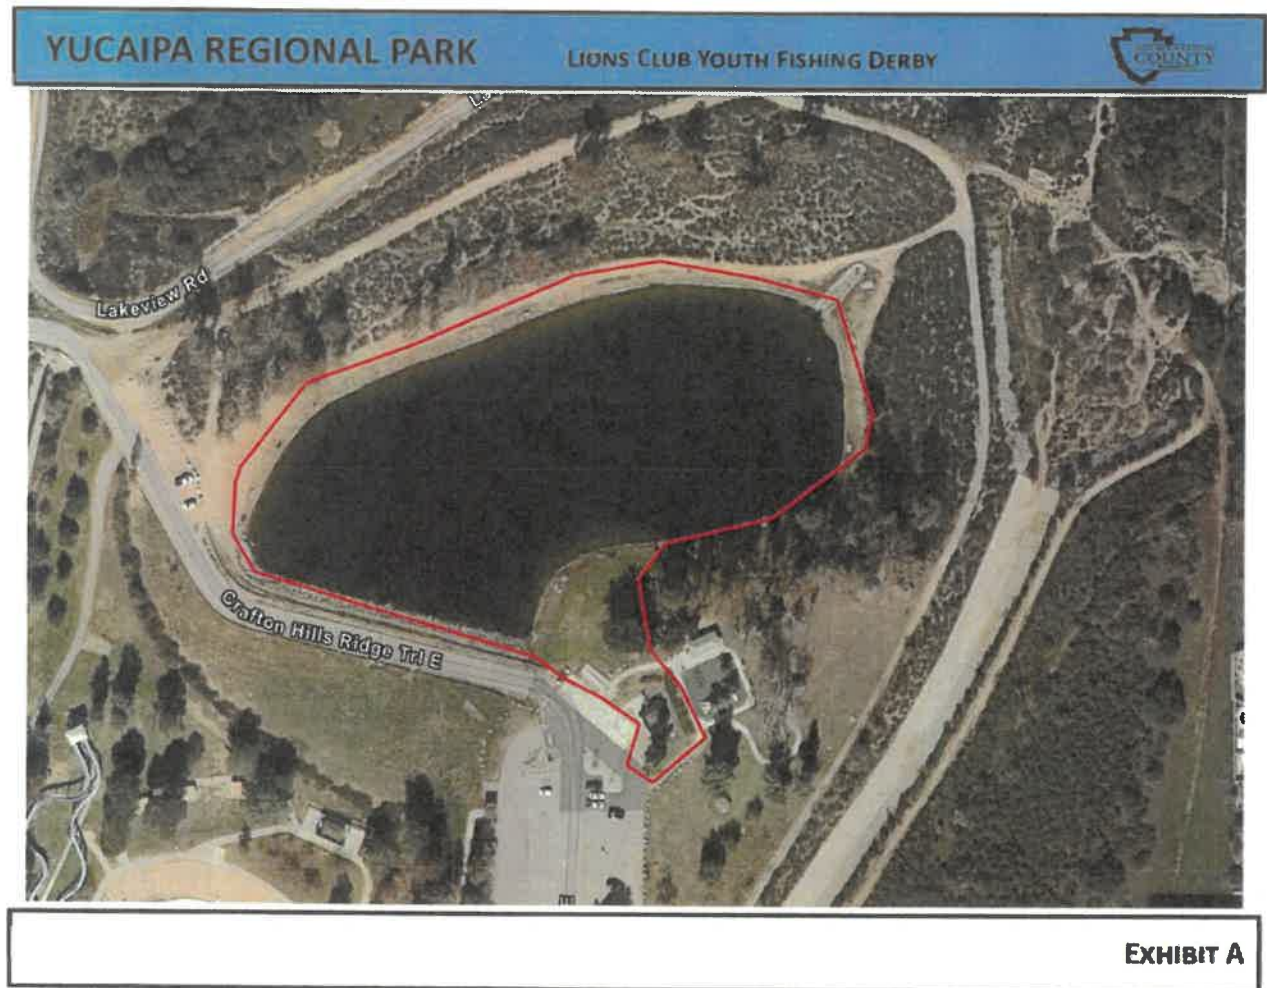 YUCAIPA REGIONAL PARK
LIONS CLUB YOUTH FISHING DERBY
COUNTY
Lakeview Rd
Crafton Hills Ridge Trl E
E
EXHIBIT A